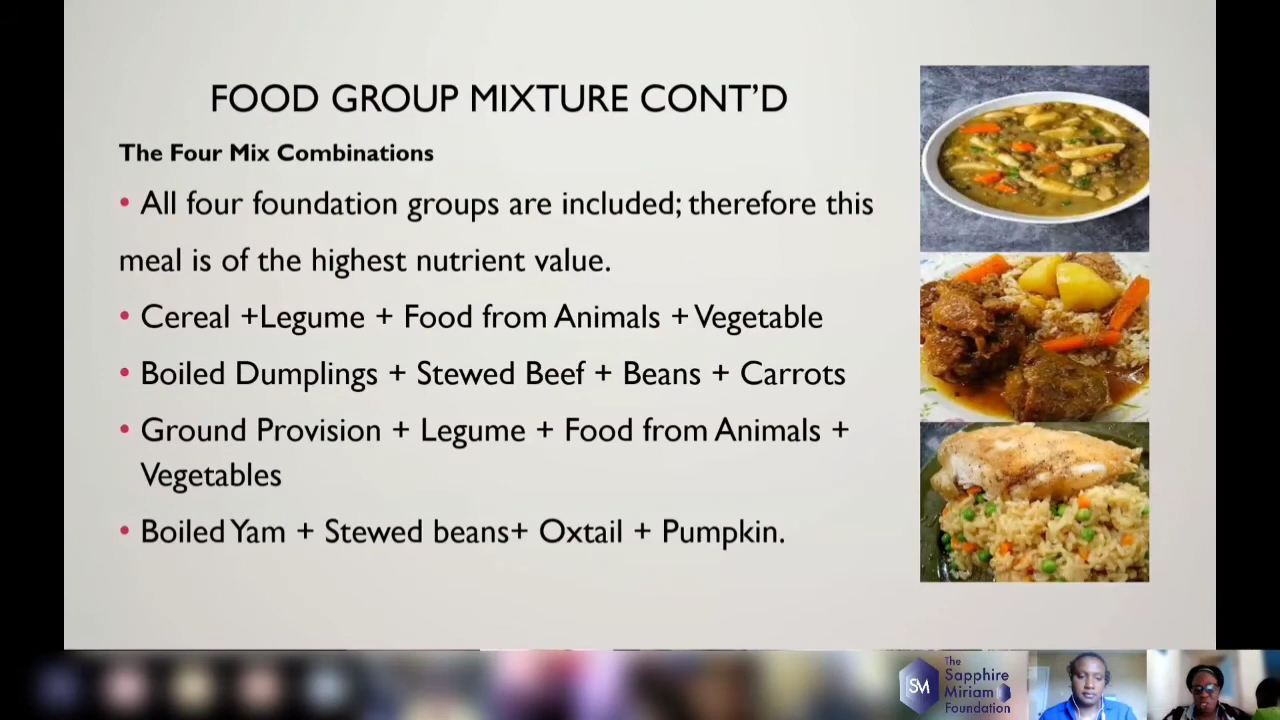 FOOD GROUP MIXTURE CONT'D
The Four Mix Combinations
• All four foundation groups are included; therefore this
meal is of the highest nutrient value.
• Cereal +Legume + Food from Animals + Vegetable
• Boiled Dumplings + Stewed Beef + Beans + Carrots
• Ground Provision + Legume + Food from Animals +
Vegetables
• Boiled Yam + Stewed beans+ Oxtail + Pumpkin.
SM
The
Sapphire
Miriam
Foundation